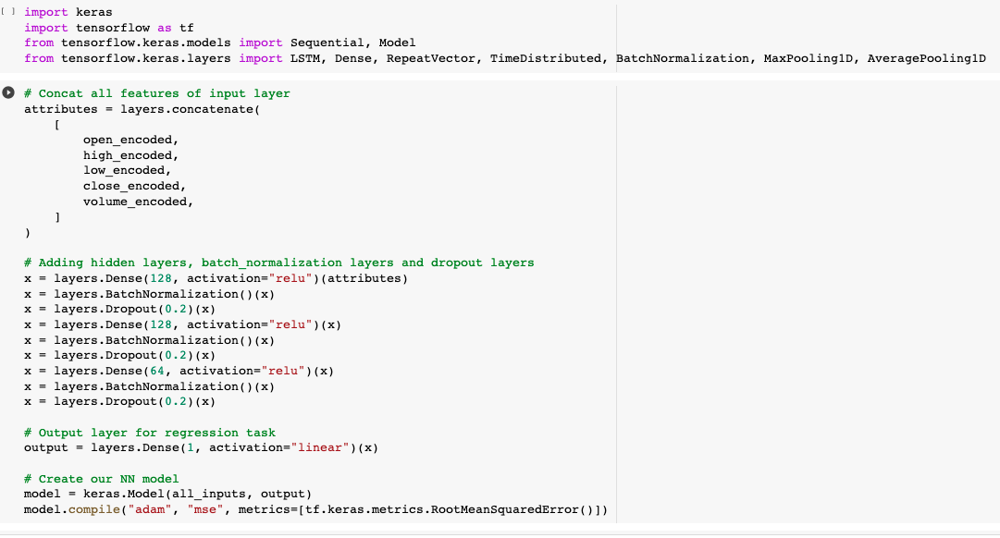 [ ] import keras
import tensorflow as tf
from tensorflow.keras.models import Sequential, Model
from tensorflow.keras.layers import LSTM, Dense, RepeatVector, TimeDistributed, BatchNormalization, MaxPooling1D, AveragePooling1D
# Concat all features of input layer
attributes = layers.concatenate(
[
open_encoded,
high_encoded,
low_encoded,
close_encoded,
volume_encoded,
]
)
# Adding hidden layers, batch_normalization layers and dropout layers
x = layers.Dense(128, activation="relu")(attributes)
x = layers.BatchNormalization()(x)
x = layers.Dropout(0.2)(x)
x = layers.Dense(128, activation="relu")(x)
x = layers.BatchNormalization()(x)
x = layers.Dropout(0.2)(x)
x = layers.Dense(64, activation="relu")(x)
x = layers.BatchNormalization()(x)
x = layers.Dropout(0.2)(x)
# Output layer for regression task
output = layers.Dense(1, activation="linear")(x)
# Create our NN model
model = keras.Model(all_inputs, output)
model.compile("adam", "mse", metrics=[tf.keras.metrics.RootMeanSquaredError()])